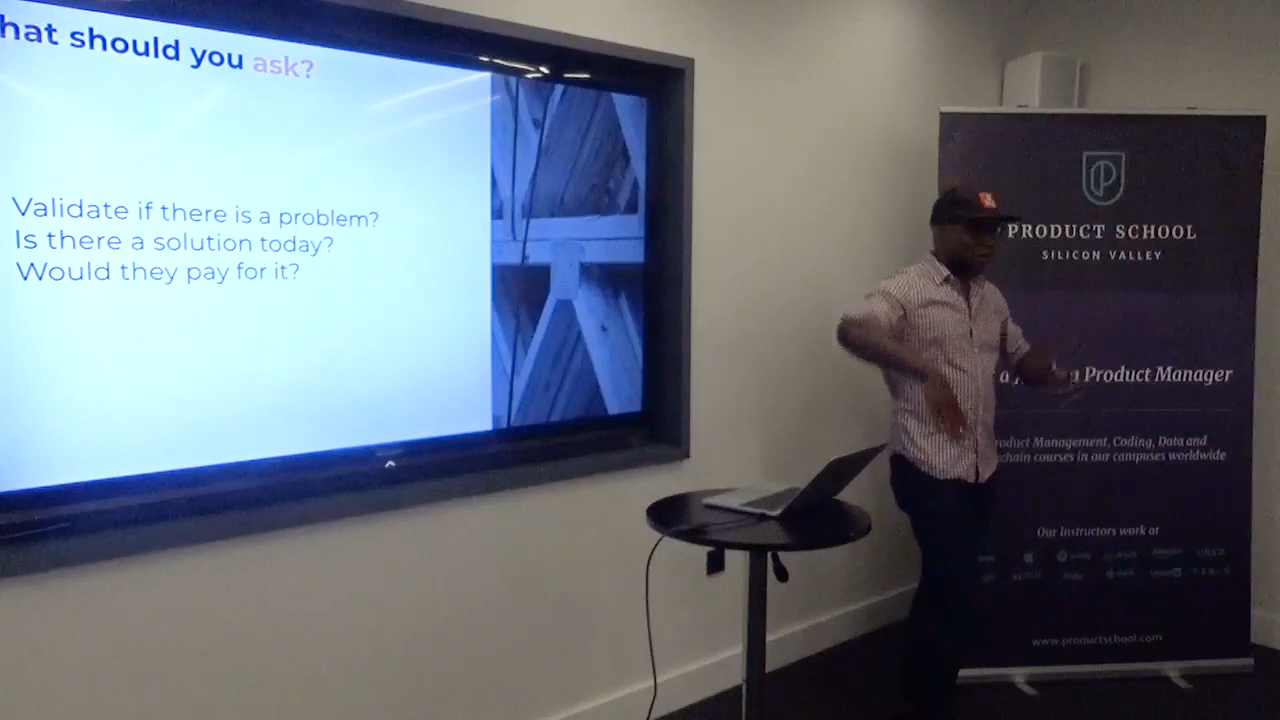 hat should you ask?
Validate if there is a problem?
Is there a solution today?
Would they pay for it?
PRODUCT SCHOOL
SILICON VALLEY
Product Manager
roduct Management, Coding, Data and
chain courses in our campuses worldwide
Our Instructors work at
www.productschool.com